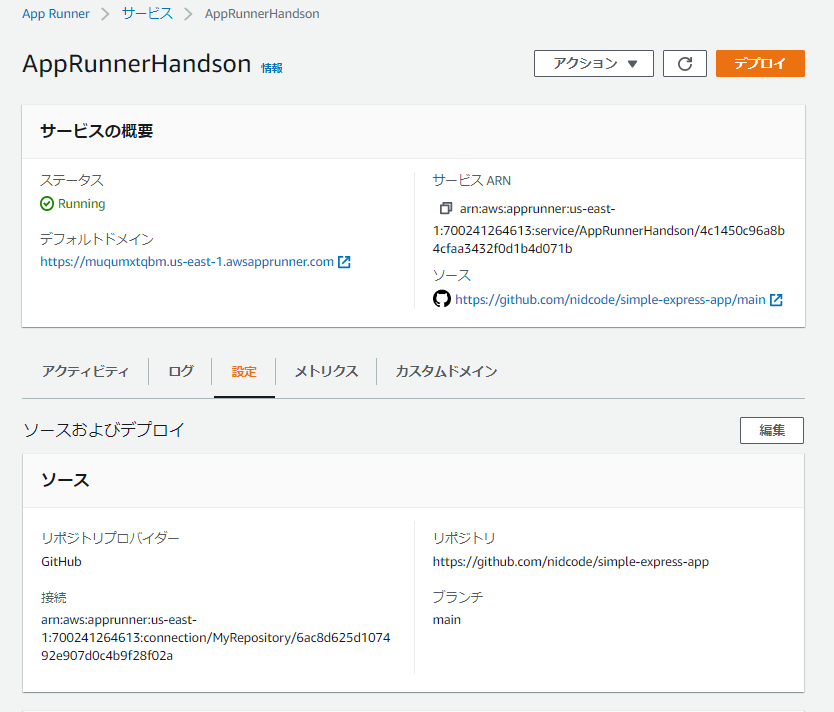 App Runner > サービス > AppRunnerHandson
AppRunnerHandson 情報
アクション ▼
デプロイ
サービスの概要
ステータス
Running
デフォルトドメイン
https://muqumxtqbm.us-east-1.awsapprunner.com
サービス ARN
arn:aws:apprunner:us-east-
1:700241264613:service/AppRunnerHandson/4c1450c96a8b
4cfaa3432f0d1b4d071b
ソース
https://github.com/nidcode/simple-express-app/main
アクティビティ
ログ
設定
メトリクス
カスタムドメイン
ソースおよびデプロイ
編集
ソース
リポジトリプロバイダー
GitHub
接続
arn:aws:apprunner:us-east-
1:700241264613:connection/MyRepository/6ac8d625d1074
92e907d0c4b9f28f02a
リポジトリ
https://github.com/nidcode/simple-express-app
ブランチ
main